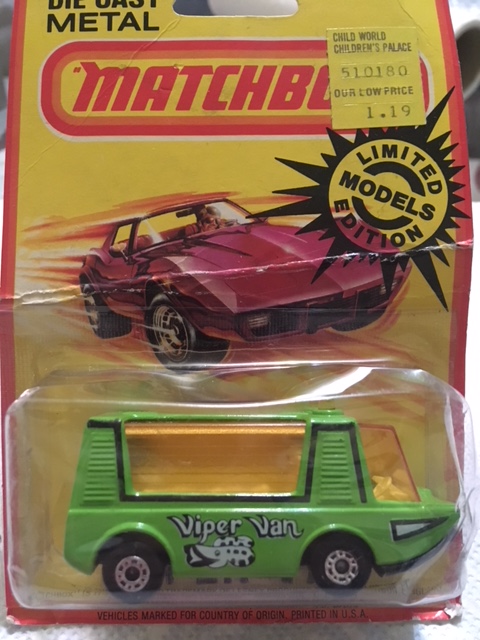 DIE CAST
METAL
"MATCHBO
CHILD WORLD
CHILDREN'S PALACE
510180
OUR LOW PRICE
1.19
LIMITED
MODELS
EDITION
Viper Van
VEHICLES MARKED FOR COUNTRY OF ORIGIN, PRINTED IN U.S.A.